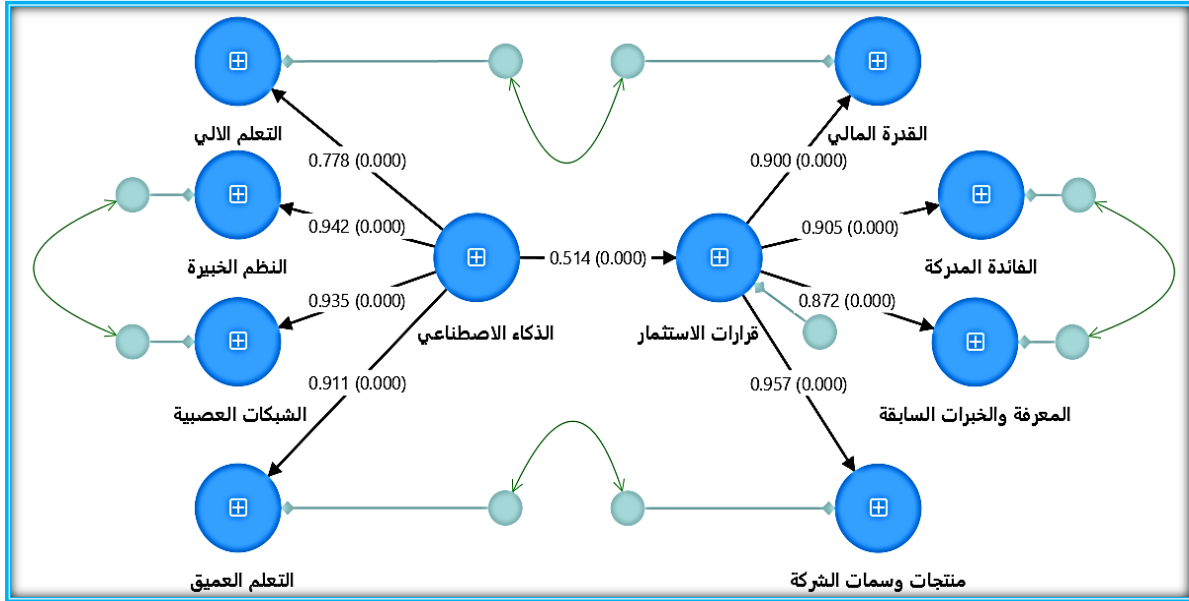 التعلم الالي
القدرة المالي
0.778 (0.000)
0.900 (0.000)
0.942 (0.000)
0.905 (0.000)
النظم الخبيرة
الفائدة المدركة
0.514 (0.000)
0.935 (0.000)
0.872 (0.000)
الذكاء الاصطناعي
قرارات الاستثمار
0.911 (0.000)
0.957 (0.000)
الشبكات العصبية
المعرفة والخبرات السابقة
التعلم العميق
منتجات وسمات الشركة